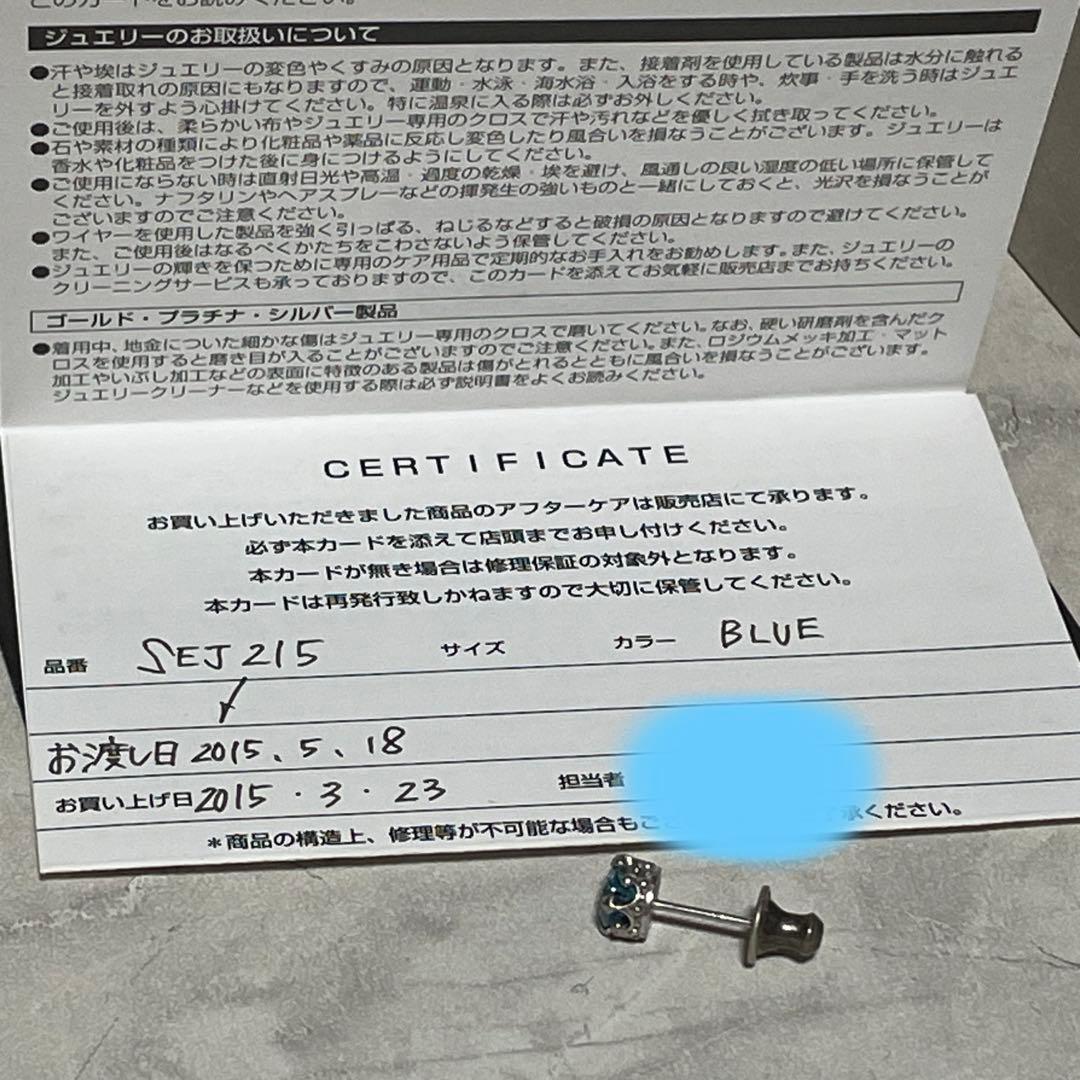 このカードをお読みください。
ジュエリーのお取扱いについて
●汗や埃はジュエリーの変色やくすみの原因となります。また、接着剤を使用している製品は水分に触れる
と接着取れの原因にもなりますので、運動・水泳・海水浴・入浴をする時や、炊事・手を洗う時はジュエ
リーを外すよう心掛けてください。特に温泉に入る際は必ずお外しください。
●ご使用後は、柔らかい布やジュエリー専用のクロスで汗や汚れなどを優しく拭き取ってください。
●石や素材の種類により化粧品や薬品に反応し変色したり風合いを損なうことがございます。ジュエリーは
香水や化粧品をつけた後に身につけるようにしてください。
●ご使用にならない時は直射日光や高温・過度の乾燥・埃を避け、風通しの良い湿度の低い場所に保管して
ください。ナフタリンやヘアスプレーなどの揮発生の強いものと一緒にしておくと、光沢を損なうことが
ございますのでご注意ください。
●ワイヤーを使用した製品を強く引っぱる、ねじるなどすると破損の原因となりますので避けてください。
また、ご使用後はなるべくかたちをこわさないよう保管してください。
●ジュエリーの輝きを保つために専用のケア用品で定期的なお手入れをお勧めします。また、ジュエリーの
クリーニングサービスも承っておりますので、このカードを添えてお気軽に販売店までお持ちください。
ゴールド・プラチナ・シルバー製品
●着用中、地金についた細かな傷はジュエリー専用のクロスで磨いてください。なお、硬い研磨剤を含んだク
ロスを使用すると磨き目が入ることがございますのでご注意ください。また、ロジウムメッキ加工・マット
加工やいぶし加工などの表面に特徴のある製品は傷がとれるとともに風合いを損なうことがございます。
ジュエリークリーナーなどを使用する際は必ず説明書をよくお読みください。
CERTIFICATE
お買い上げいただきました商品のアフターケアは販売店にて承ります。
必ず本カードを添えて店頭までお申し付けください。
本カードが無き場合は修理保証の対象外となります。
本カードは再発行致しかねますので大切に保管してください。
品番 SEJ215 サイズ カラー BLUE
お渡し日 2015、5、18
お買い上げ日 2015・3・23 担当者
＊商品の構造上、修理等が不可能な場合もご 承ください。